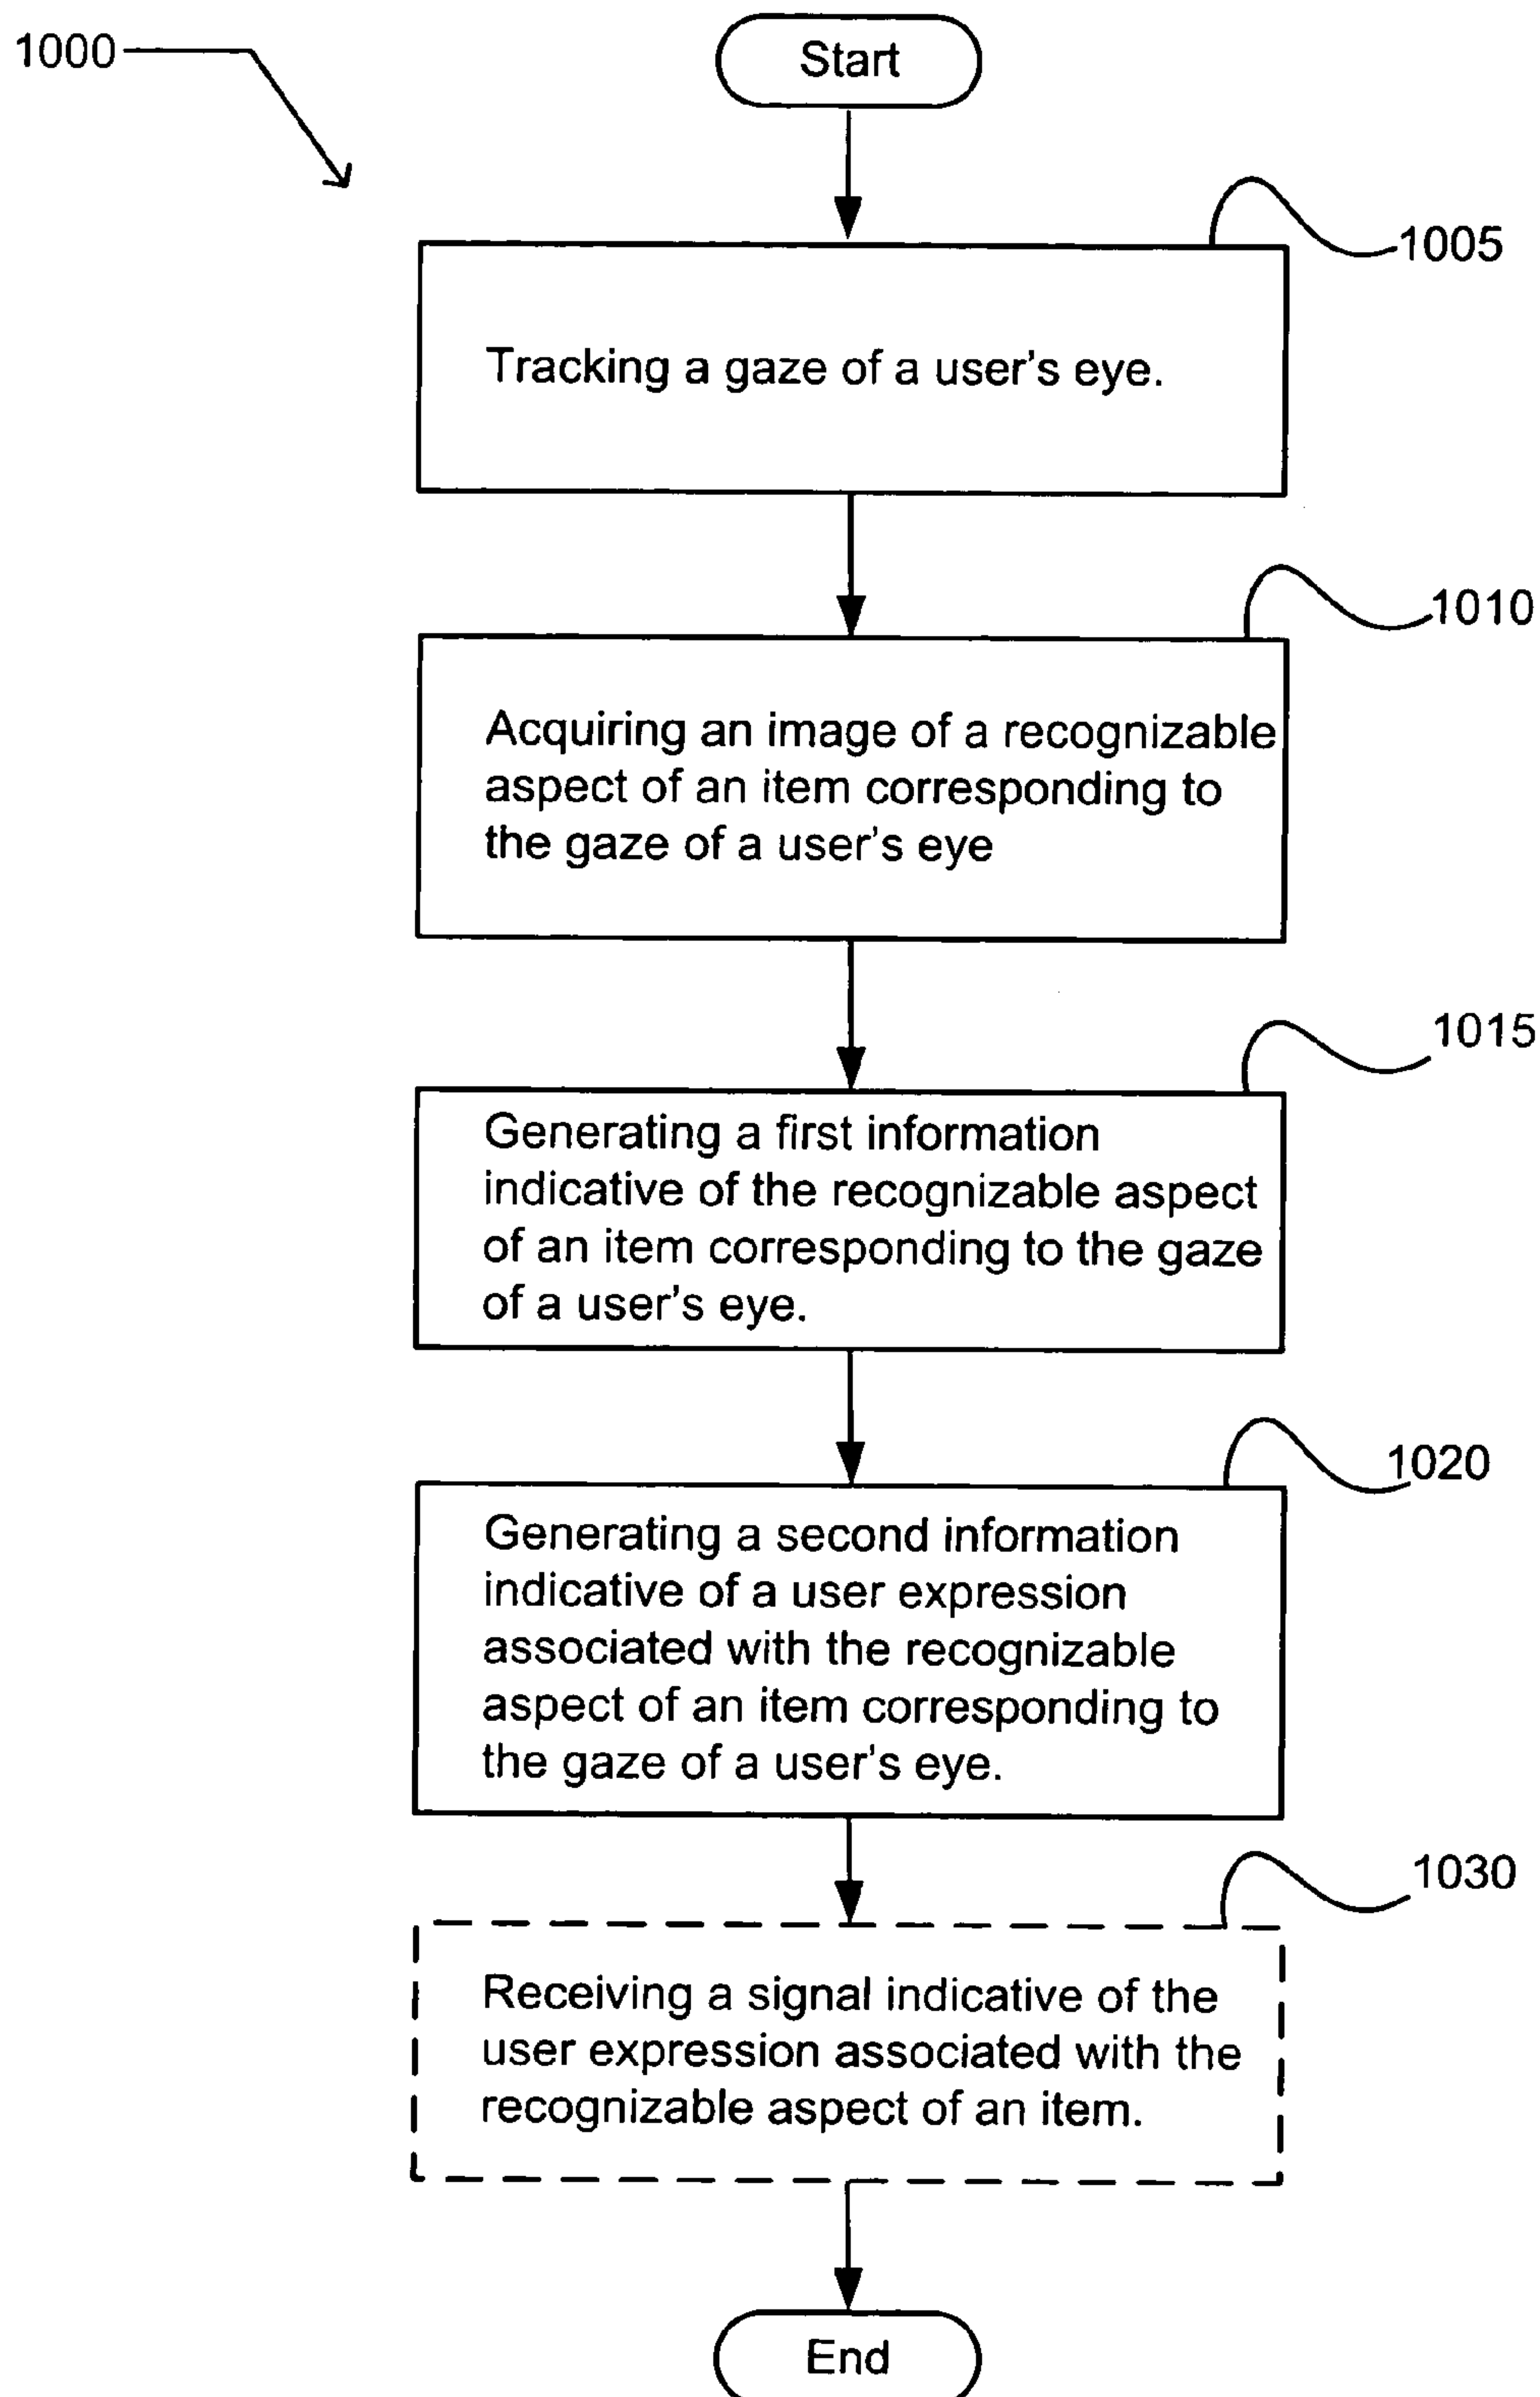 1000
Start
1005
Tracking a gaze of a user's eye.
1010
Acquiring an image of a recognizable
aspect of an item corresponding to
the gaze of a user's eye
1015
Generating a first information
indicative of the recognizable aspect
of an item corresponding to the gaze
of a user's eye.
1020
Generating a second information
indicative of a user expression
associated with the recognizable
aspect of an item corresponding to
the gaze of a user's eye.
1030
Receiving a signal indicative of the
user expression associated with the
recognizable aspect of an item.
End